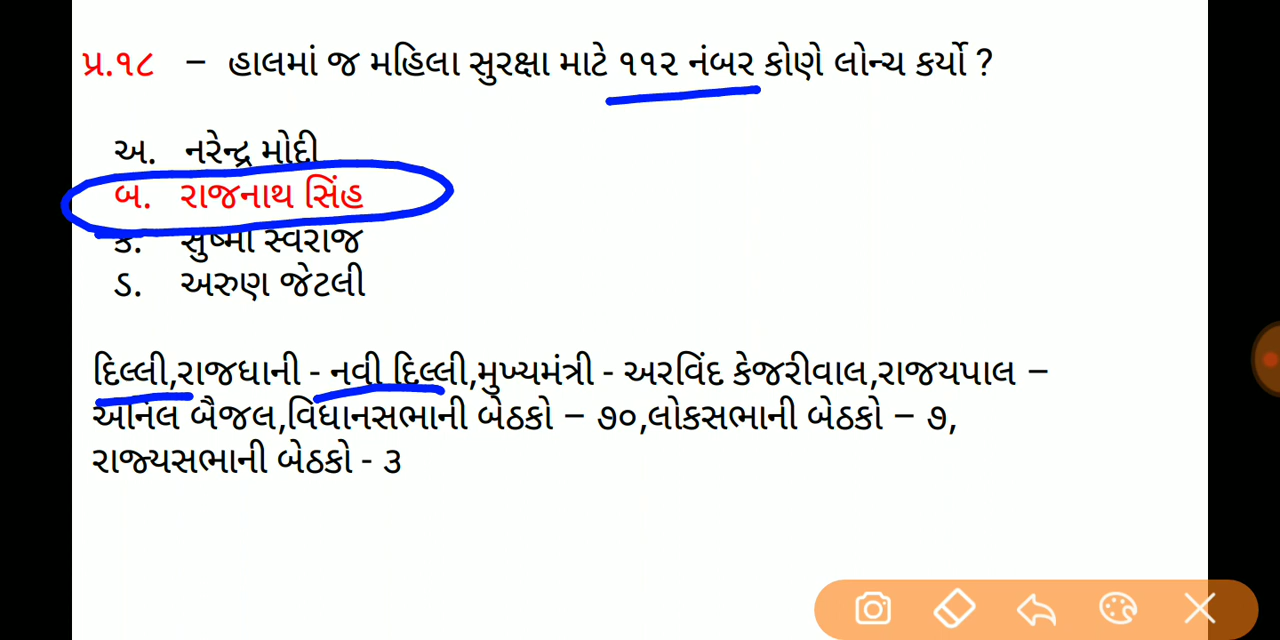 પ્ર.૧૮ – હાલમાં જ મહિલા સુરક્ષા માટે ૧૧૨ નંબર કોણે લોન્ચ કર્યો ?
અ. નરેન્દ્ર મોદી
બ. રાજનાથ સિંહ
ક. સુષ્મા સ્વરાજ
ડ. અરુણ જેટલી
દિલ્લી,રાજધાની - નવી દિલ્લી,મુખ્યમંત્રી - અરવિંદ કેજરીવાલ,રાજયપાલ –
અનિલ બૈજલ,વિધાનસભાની બેઠકો – ૭૦,લોકસભાની બેઠકો – ૭,
રાજ્યસભાની બેઠકો - ૩